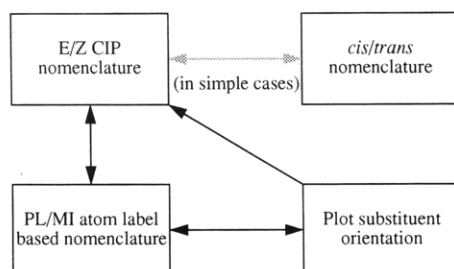 E/Z CIP
nomenclature
cis/trans
nomenclature
(in simple cases)
PL/MI atom label
based nomenclature
Plot substituent
orientation